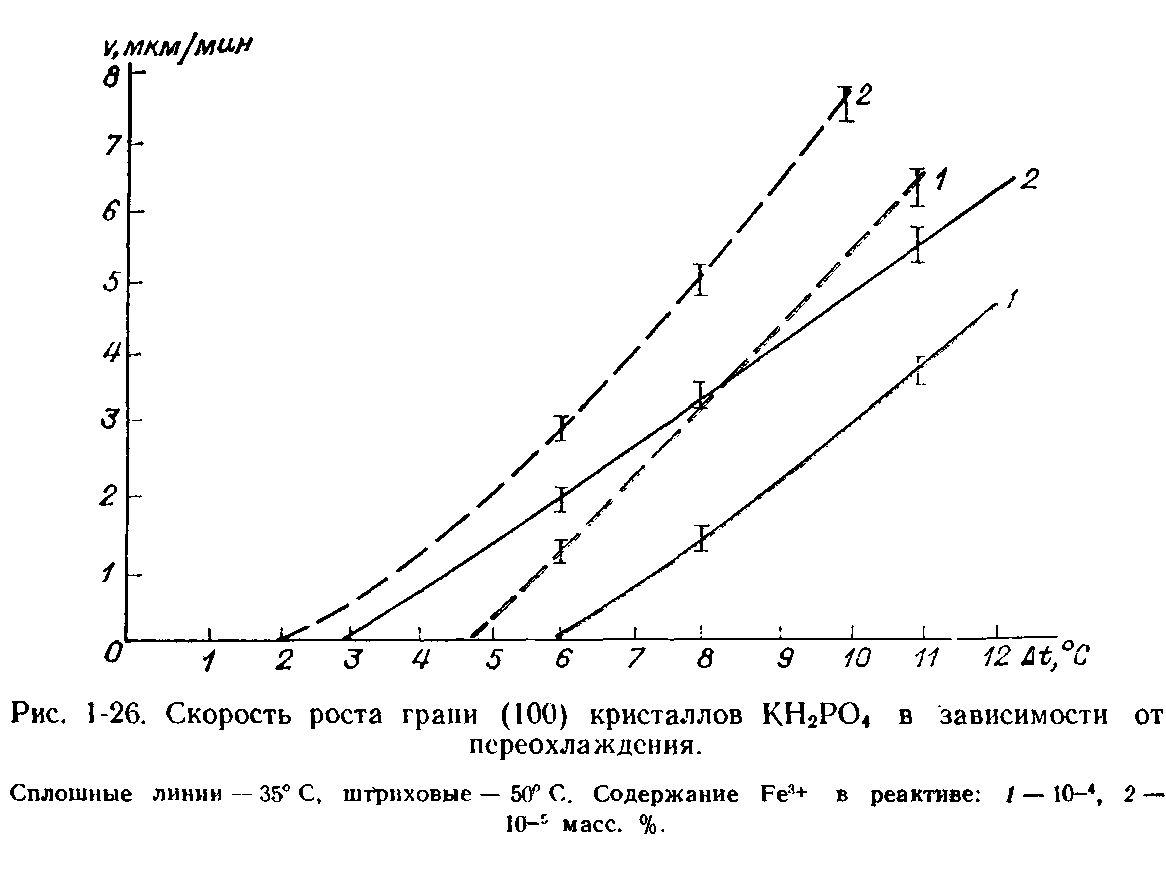 v, мкм/мин
8
7
6
5
4
3
2
1
0
2
1
2
1
1 2 3 4 5 6 7 8 9 10 11 12 Δt, °C
Рис. 1-26. Скорость роста грани (100) кристаллов KH₂PO₄ в зависимости от
переохлаждения.
Сплошные линии — 35° С, штриховые — 50° С. Содержание Fe³⁺ в реактиве: 1 — 10–⁴, 2 —
10–⁵ масс. %.